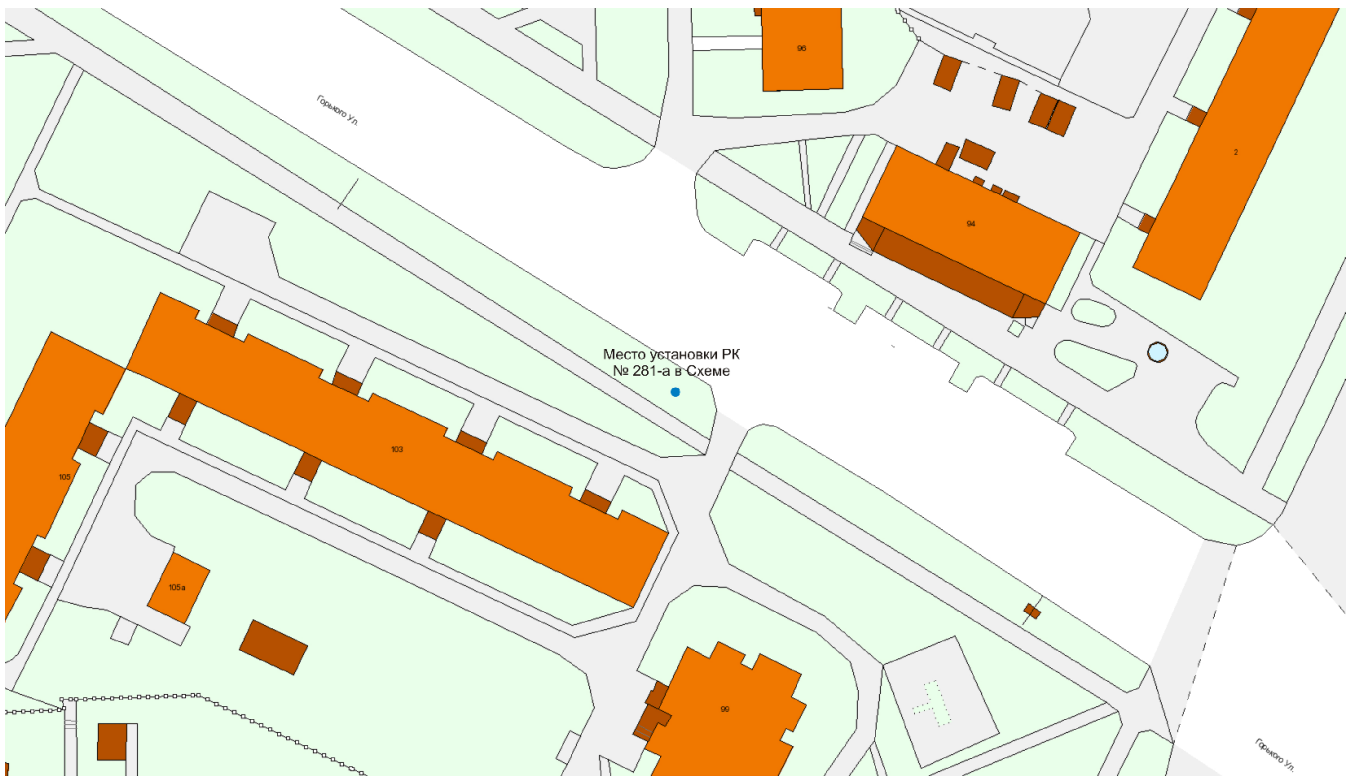 96
Горького Ул.
2
94
Место установки РК
№ 281-а в Схеме
103
105
105а
99
Горького Ул.